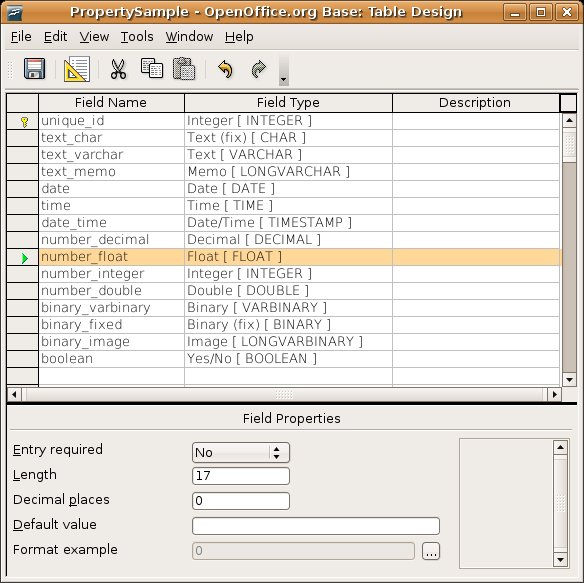 PropertySample - OpenOffice.org Base: Table Design
File Edit View Tools Window Help
Field Name Field Type Description
unique_id Integer [ INTEGER ]
text_char Text (fix) [ CHAR ]
text_varchar Text [ VARCHAR ]
text_memo Memo [ LONGVARCHAR ]
date Date [ DATE ]
time Time [ TIME ]
date_time Date/Time [ TIMESTAMP ]
number_decimal Decimal [ DECIMAL ]
number_float Float [ FLOAT ]
number_integer Integer [ INTEGER ]
number_double Double [ DOUBLE ]
binary_varbinary Binary [ VARBINARY ]
binary_fixed Binary (fix) [ BINARY ]
binary_image Image [ LONGVARBINARY ]
boolean Yes/No [ BOOLEAN ]
Field Properties
Entry required No
Length 17
Decimal places 0
Default value
Format example 0 ...